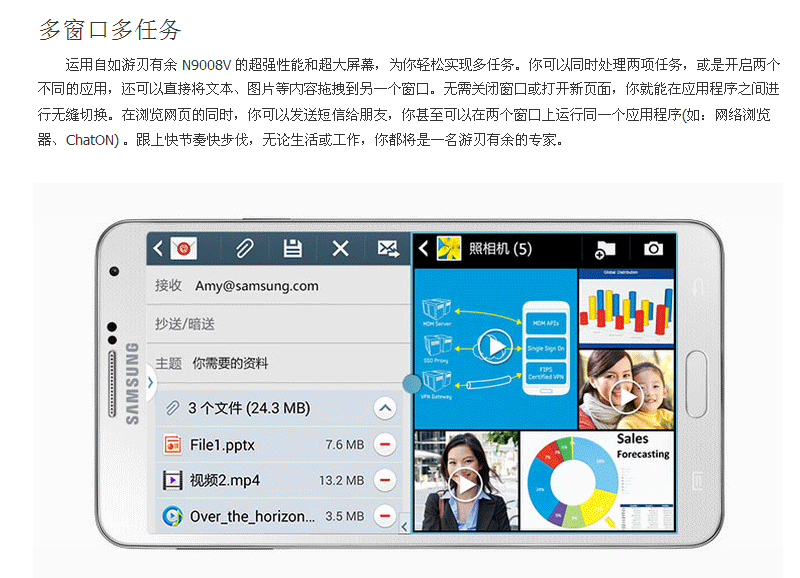 多窗口多任务
运用自如游刃有余 N9008V 的超强性能和超大屏幕，为你轻松实现多任务。你可以同时处理两项任务，或是开启两个
不同的应用，还可以直接将文本、图片等内容拖拽到另一个窗口。无需关闭窗口或打开新页面，你就能在应用程序之间进
行无缝切换。在浏览网页的同时，你可以发送短信给朋友，你甚至可以在两个窗口上运行同一个应用程序(如：网络浏览
器、ChatON) 。跟上快节奏快步伐，无论生活或工作，你都将是一名游刃有余的专家。
SAMSUNG
接收 Amy@samsung.com
抄送/暗送
主题 你需要的资料
3 个文件 (24.3 MB)
File1.pptx 7.6 MB
视频2.mp4 13.2 MB
Over_the_horizon... 3.5 MB
照相机 (5)
MDM Server
SSO Proxy
VPN Gateway
MDM APIs
Single Sign On
FIPS
Certified VPN
Global Distribution
Sales
Forecasting